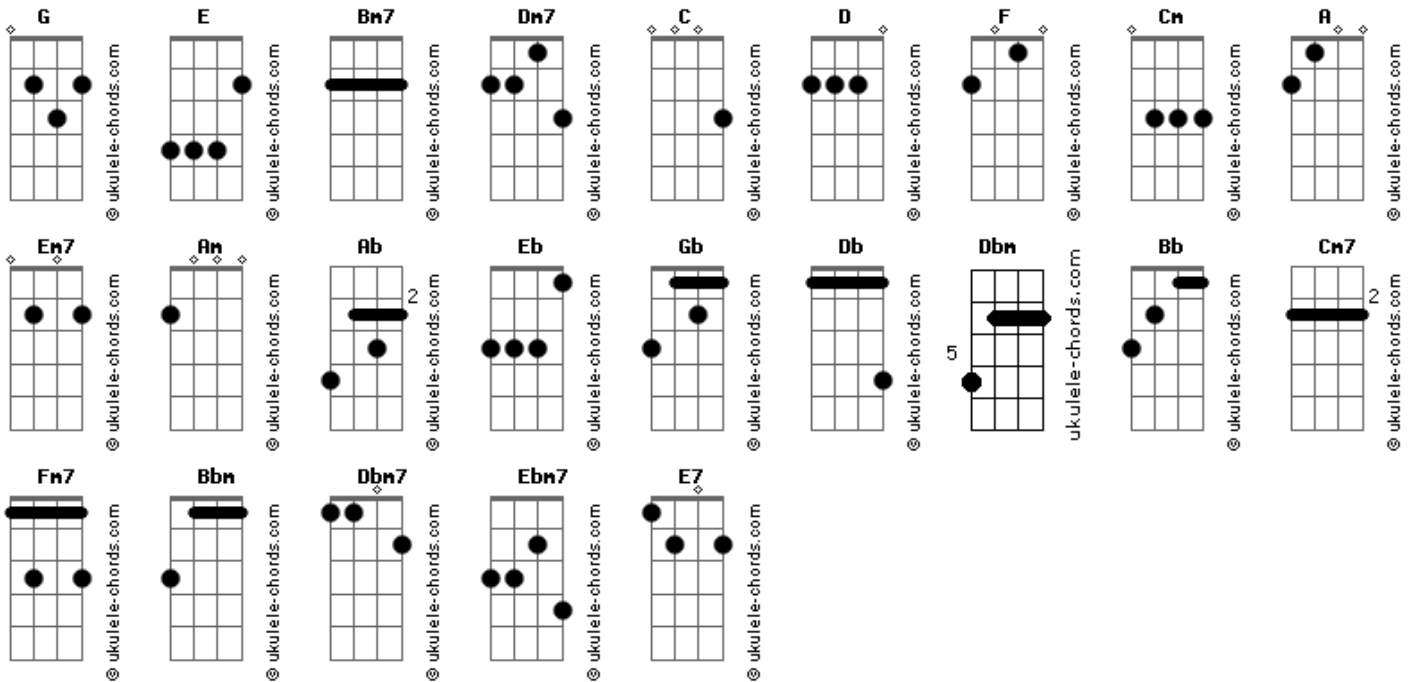 G E Bm7 Dm7 C D F Cm A
© ukulele-chords.com © ukulele-chords.com © ukulele-chords.com © ukulele-chords.com © ukulele-chords.com © ukulele-chords.com © ukulele-chords.com © ukulele-chords.com © ukulele-chords.com
Em7 Am Ab Eb Gb Db Dbm Bb Cm7
2 5 2
© ukulele-chords.com © ukulele-chords.com © ukulele-chords.com © ukulele-chords.com © ukulele-chords.com © ukulele-chords.com ukulele-chords.com © ukulele-chords.com © ukulele-chords.com
Fm7 Bbm Dbm7 Ebm7 E7
© ukulele-chords.com © ukulele-chords.com © ukulele-chords.com © ukulele-chords.com © ukulele-chords.com